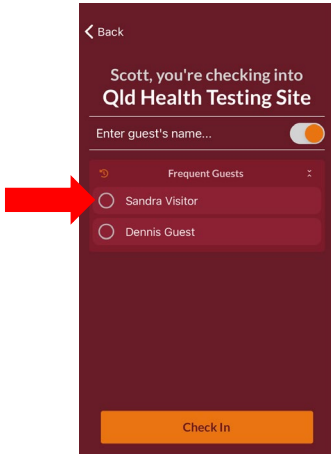 Back
Scott, you're checking into
Qld Health Testing Site
Enter guest's name...
Frequent Guests
Sandra Visitor
Dennis Guest
Check In